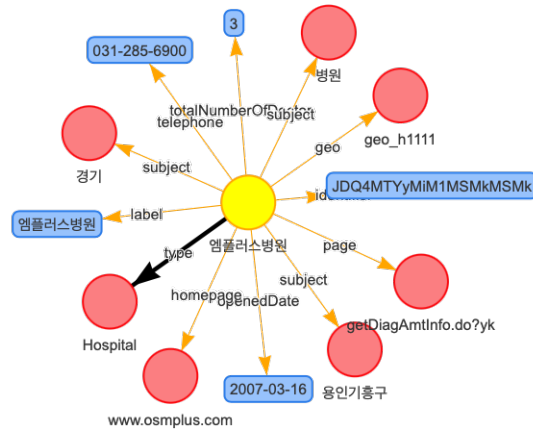 3
031-285-6900
병원
totalNumberOfDoctor
telephone
subject
geo
geo_h1111
경기
subject
JDQ4MTYyMiM1MSMkMSMk
identifier
엠플러스병원
label
엠플러스병원
type
page
subject
homepage
openedDate
Hospital
getDiagAmtInfo.do?yk
2007-03-16
용인기흥구
www.osmplus.com